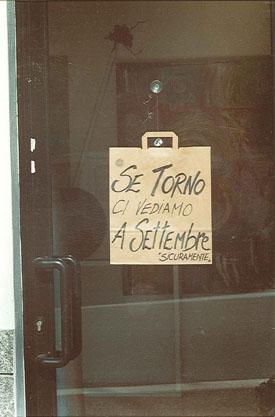 SE TORNO
CI VEDIAMO
A SETTEMBRE
"SICURAMENTE"